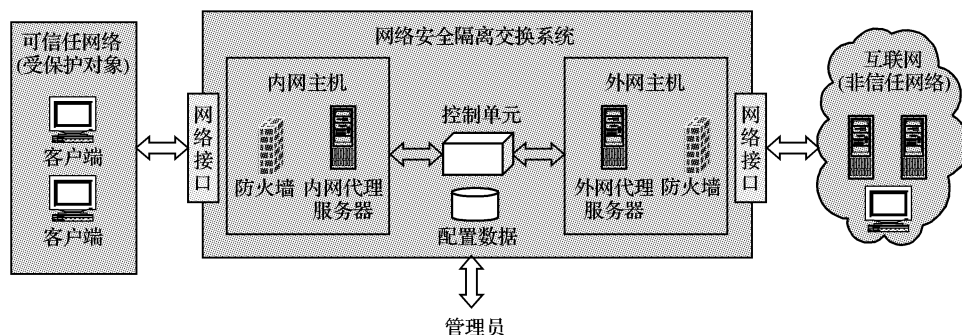 可信任网络
(受保护对象)
客户端
客户端
网络接口
网络安全隔离交换系统
内网主机
防火墙
内网代理
服务器
控制单元
配置数据
外网主机
外网代理
服务器
防火墙
网络接口
互联网
(非信任网络)
管理员